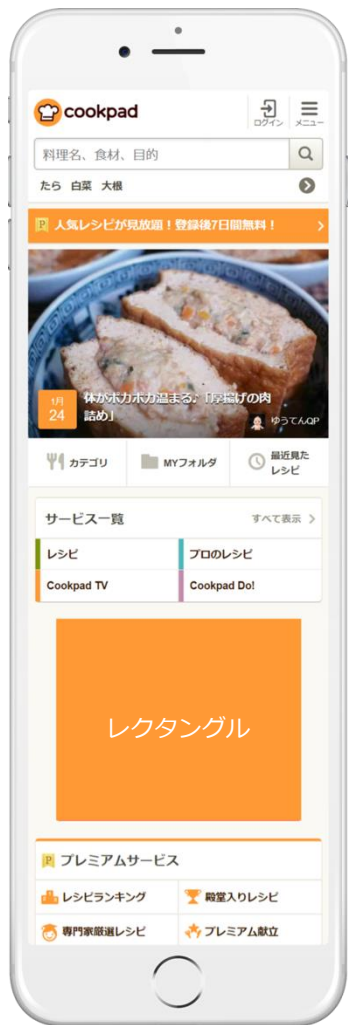 cookpad
ログイン
メニュー
料理名、食材、目的
たら 白菜 大根
P 人気レシピが見放題！登録後7日間無料！
1月
24
体がポカポカ温まる♪「厚揚げの肉
詰め」
ゆうてんQP
カテゴリ
MYフォルダ
最近見た
レシピ
サービス一覧
すべて表示
レシピ
プロのレシピ
Cookpad TV
Cookpad Do!
レクタングル
P プレミアムサービス
レシピランキング
殿堂入りレシピ
専門家厳選レシピ
プレミアム献立